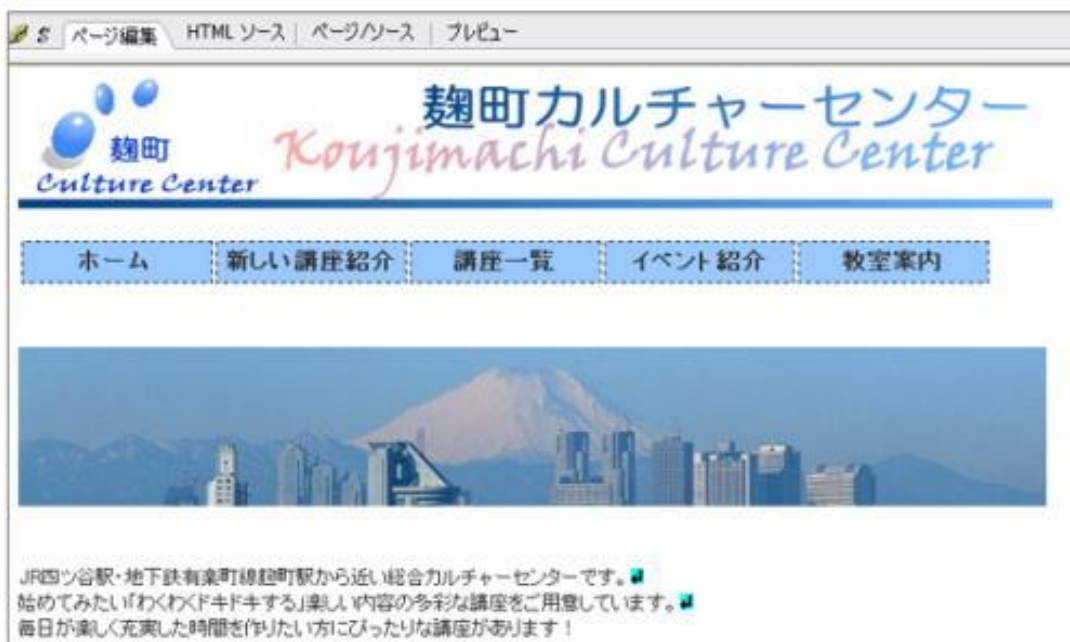 S ページ編集 HTML ソース ページ/ソース プレビュー
麹町カルチャーセンター
麹町
Koujimachi Culture Center
Culture Center
ホーム 新しい講座紹介 講座一覧 イベント紹介 教室案内
JR四ツ谷駅・地下鉄有楽町線麹町駅から近い総合カルチャーセンターです。
始めてみたい「わくわくドキドキする」楽しい内容の多彩な講座をご用意しています。
毎日が楽しく充実した時間を作りたい方にぴったりな講座があります!